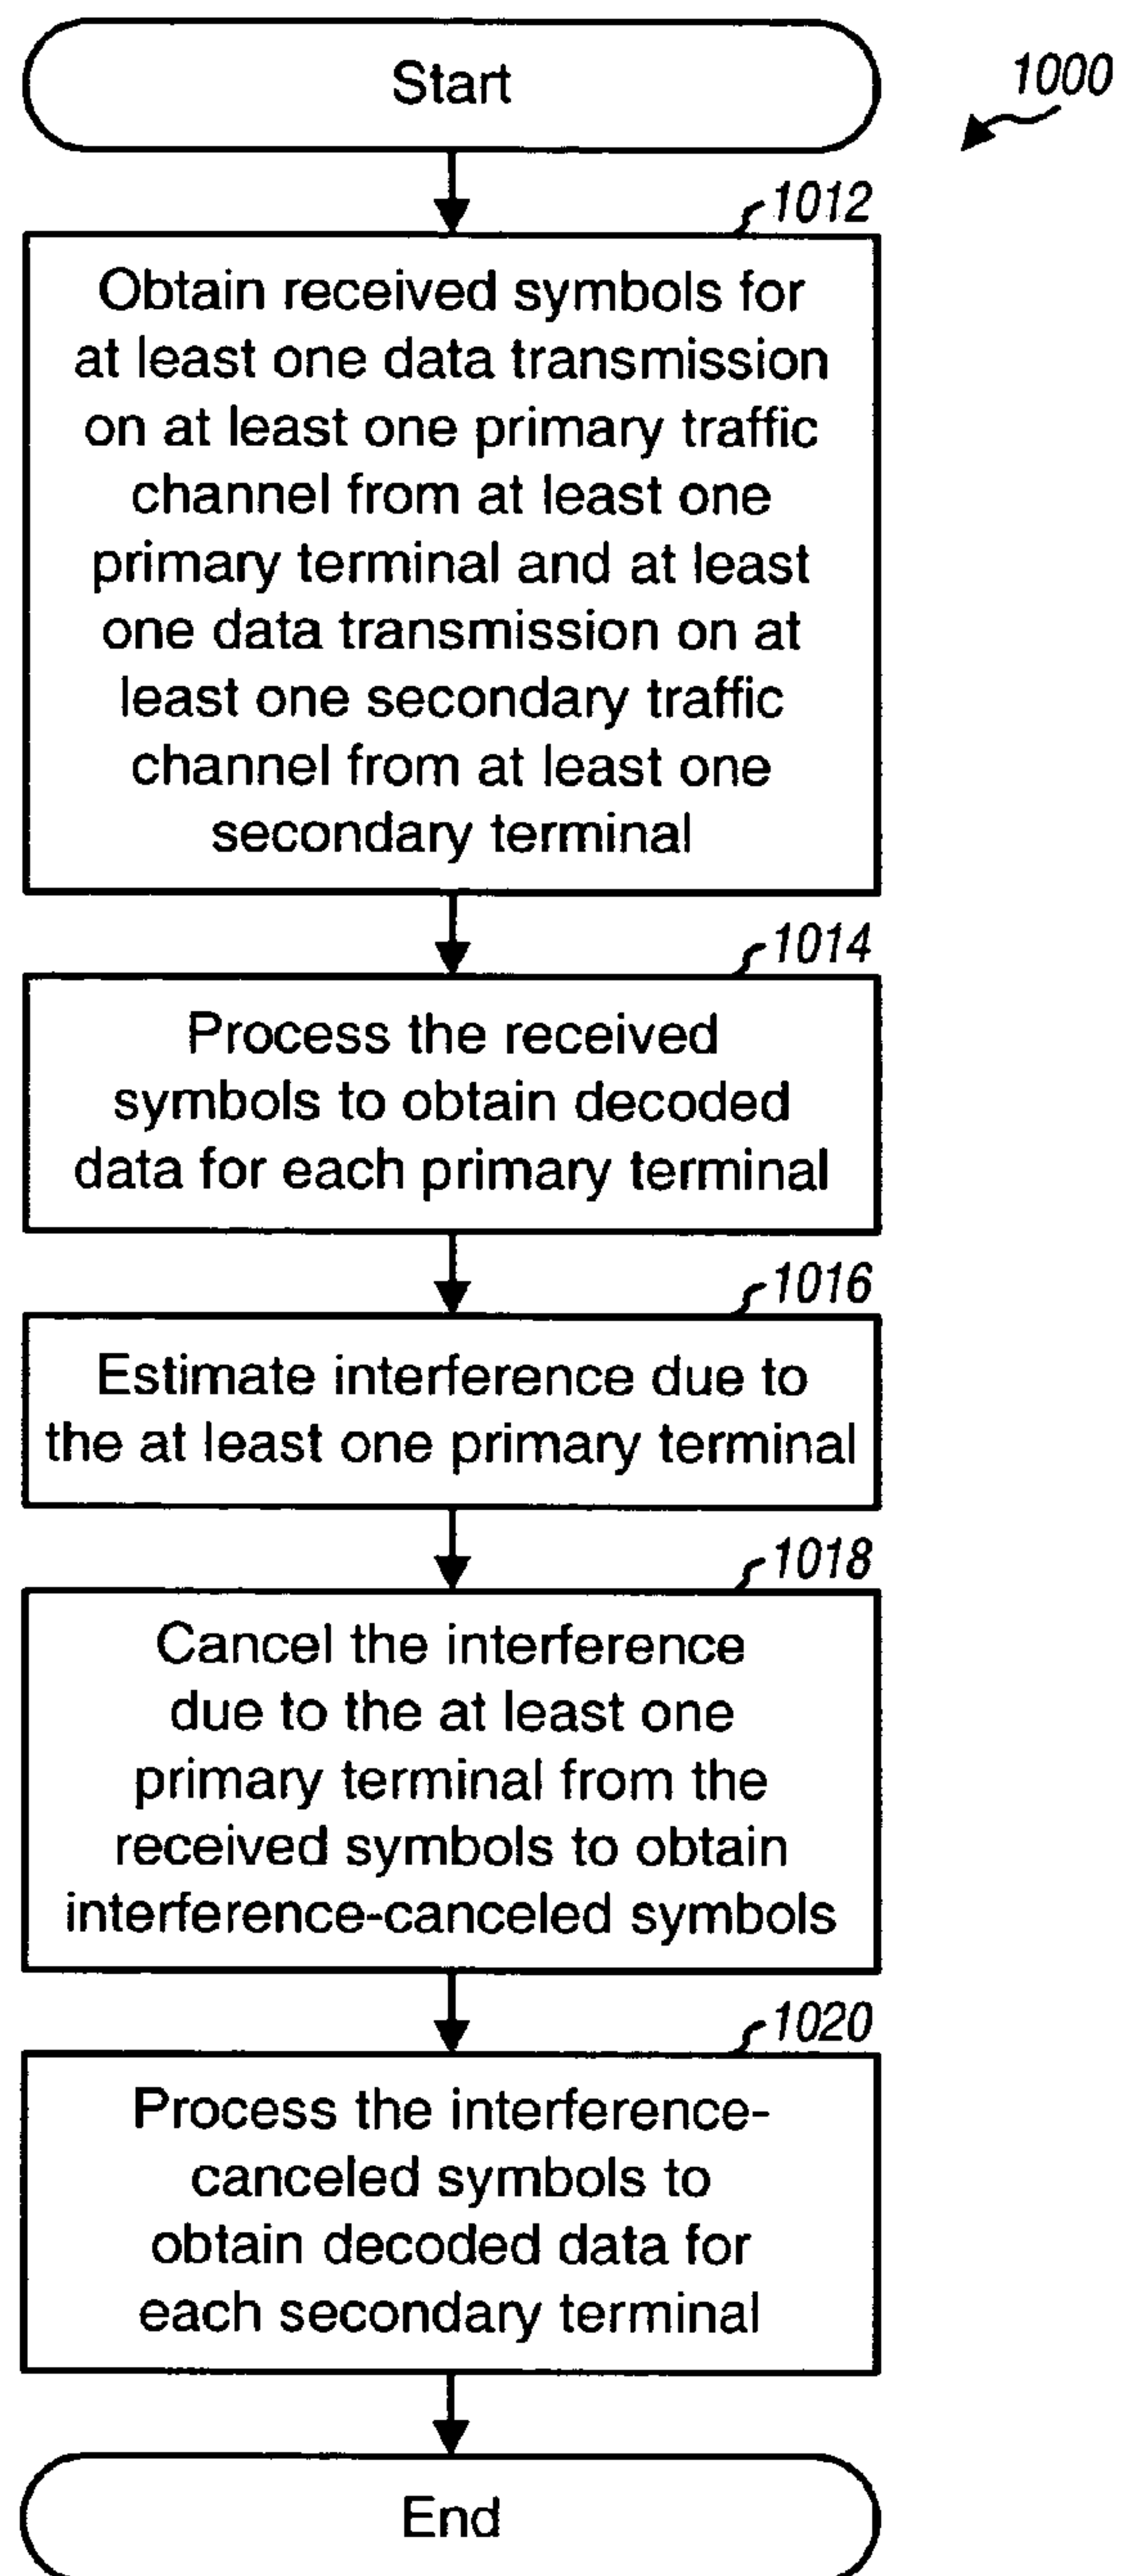 Start
1000
1012
Obtain received symbols for
at least one data transmission
on at least one primary traffic
channel from at least one
primary terminal and at least
one data transmission on at
least one secondary traffic
channel from at least one
secondary terminal
1014
Process the received
symbols to obtain decoded
data for each primary terminal
1016
Estimate interference due to
the at least one primary terminal
1018
Cancel the interference
due to the at least one
primary terminal from the
received symbols to obtain
interference-canceled symbols
1020
Process the interference-
canceled symbols to
obtain decoded data for
each secondary terminal
End